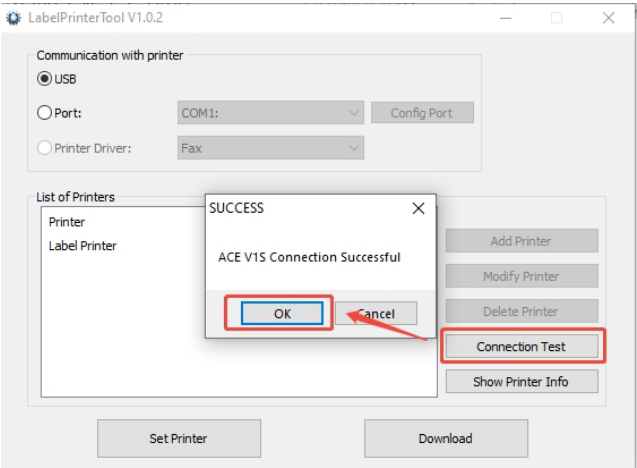 LabelPrinterTool V1.0.2
Communication with printer
USB
Port:
COM1:
Config Port
Printer Driver:
Fax
List of Printers
Printer
Label Printer
SUCCESS
ACE V1S Connection Successful
OK
Cancel
Add Printer
Modify Printer
Delete Printer
Connection Test
Show Printer Info
Set Printer
Download